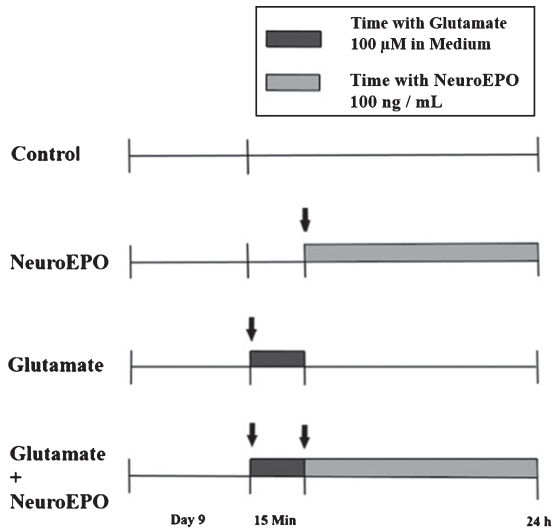 Time with Glutamate
100 µM in Medium
Time with NeuroEPO
100 ng / mL
Control
NeuroEPO
Glutamate
Glutamate
+
NeuroEPO
Day 9 15 Min 24 h